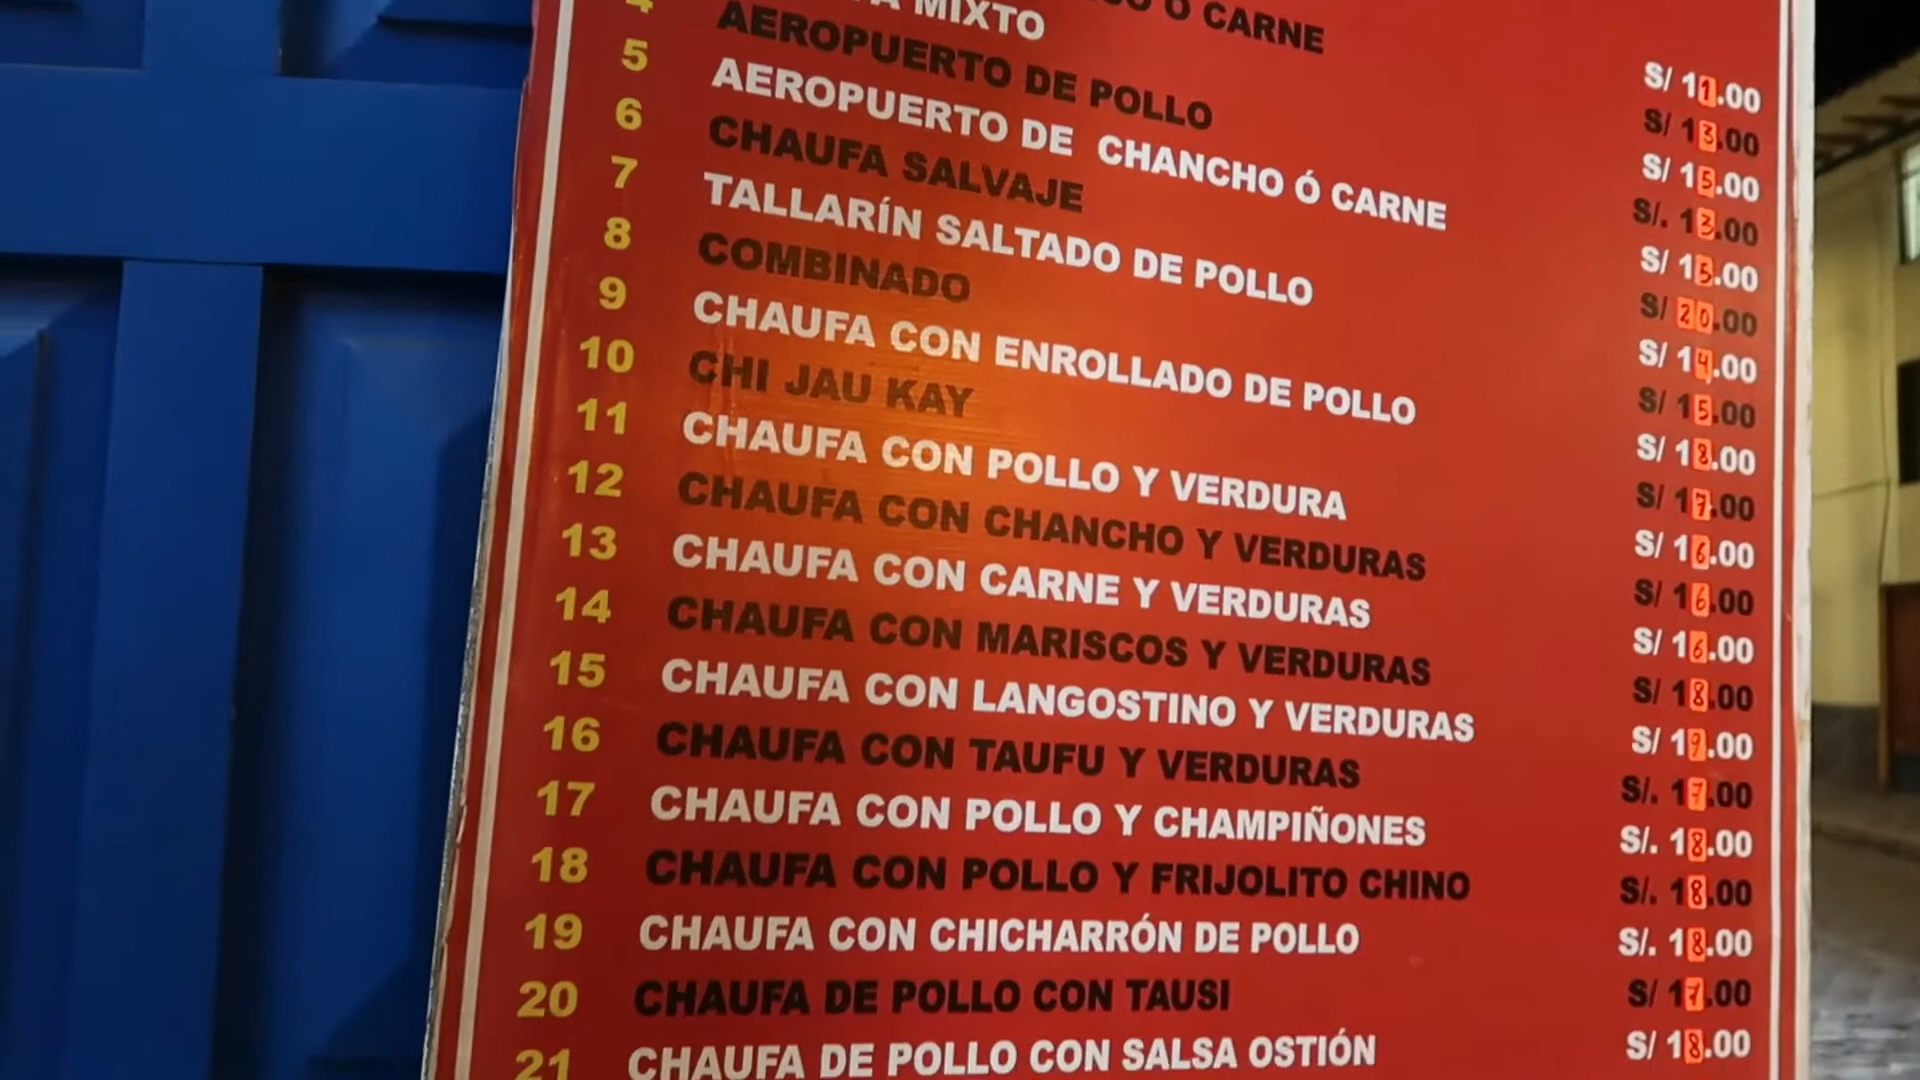 S/ 11.00
Ó CARNE S/ 13.00
MIXTO S/ 15.00
4 AEROPUERTO DE POLLO S/. 13.00
5 AEROPUERTO DE CHANCHO Ó CARNE S/ 15.00
6 CHAUFA SALVAJE S/ 20.00
7 TALLARÍN SALTADO DE POLLO S/ 14.00
8 COMBINADO S/ 15.00
9 CHAUFA CON ENROLLADO DE POLLO S/ 18.00
10 CHI JAU KAY S/ 17.00
11 CHAUFA CON POLLO Y VERDURA S/ 16.00
12 CHAUFA CON CHANCHO Y VERDURAS S/ 16.00
13 CHAUFA CON CARNE Y VERDURAS S/ 16.00
14 CHAUFA CON MARISCOS Y VERDURAS S/ 18.00
15 CHAUFA CON LANGOSTINO Y VERDURAS S/ 19.00
16 CHAUFA CON TAUFU Y VERDURAS S/. 17.00
17 CHAUFA CON POLLO Y CHAMPIÑONES S/. 18.00
18 CHAUFA CON POLLO Y FRIJOLITO CHINO S/. 18.00
19 CHAUFA CON CHICHARRÓN DE POLLO S/. 18.00
20 CHAUFA DE POLLO CON TAUSI S/ 17.00
21 CHAUFA DE POLLO CON SALSA OSTIÓN S/ 18.00